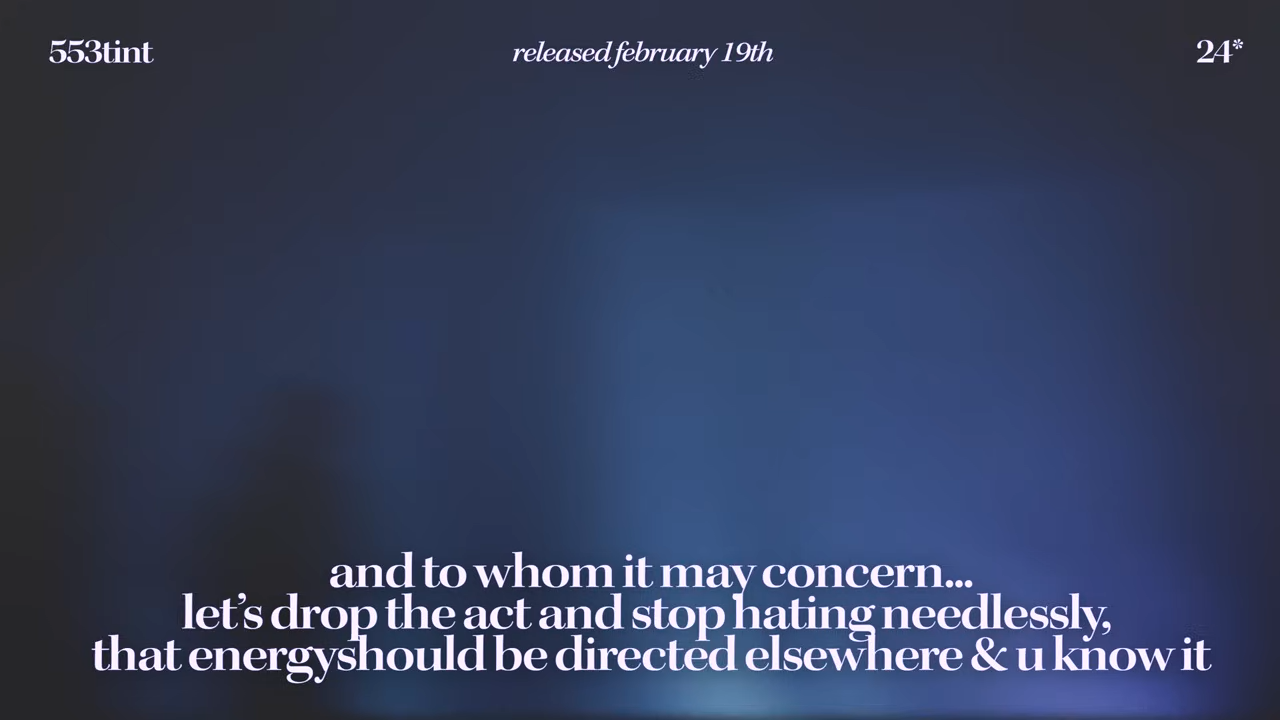 553tint
released february 19th
24*
and to whom it may concern...
let's drop the act and stop hating needlessly,
that energyshould be directed elsewhere & u know it